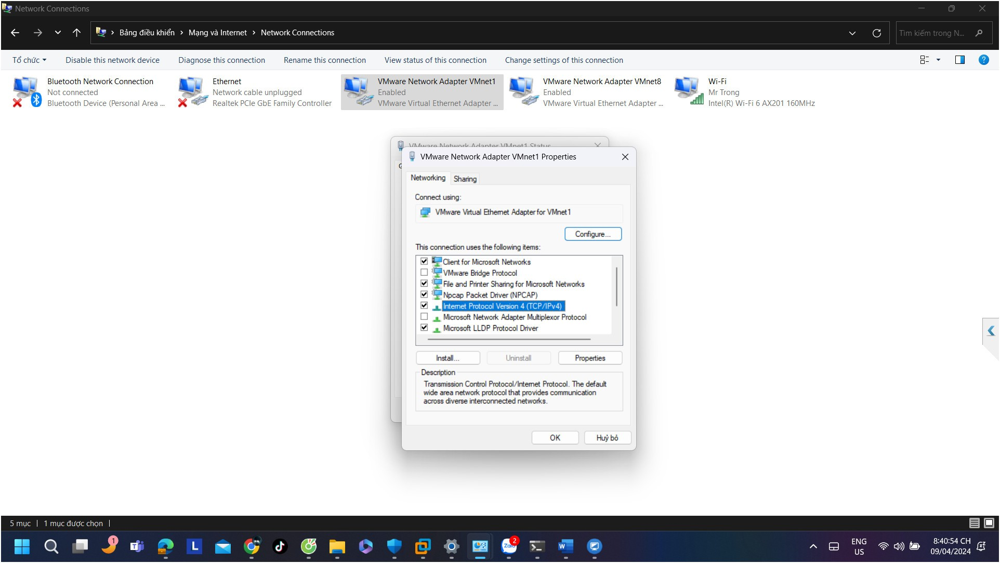 Network Connections
Bảng điều khiển
Mạng và Internet
Network Connections
Tìm kiếm trong N...
Tổ chức
Disable this network device
Diagnose this connection
Rename this connection
View status of this connection
Change settings of this connection
Bluetooth Network Connection
Not connected
Bluetooth Device (Personal Area ...
Ethernet
Network cable unplugged
Realtek PCIe GbE Family Controller
VMware Network Adapter VMnet1
Enabled
VMware Virtual Ethernet Adapter ...
VMware Network Adapter VMnet8
Enabled
VMware Virtual Ethernet Adapter ...
Wi-Fi
Mr Trong
Intel(R) Wi-Fi 6 AX201 160MHz
VMware Network Adapter VMnet1 Status
VMware Network Adapter VMnet1 Properties
Networking
Sharing
Connect using:
VMware Virtual Ethernet Adapter for VMnet1
Configure...
This connection uses the following items:
Client for Microsoft Networks
VMware Bridge Protocol
File and Printer Sharing for Microsoft Networks
Npcap Packet Driver (NPCAP)
Internet Protocol Version 4 (TCP/IPv4)
Microsoft Network Adapter Multiplexor Protocol
Microsoft LLDP Protocol Driver
Install...
Uninstall
Properties
Description
Transmission Control Protocol/Internet Protocol. The default
wide area network protocol that provides communication
across diverse interconnected networks.
OK
Huỷ bỏ
5 mục
1 mục được chọn
1
L
Zalo
2
ENG
US
8:40:54 CH
09/04/2024